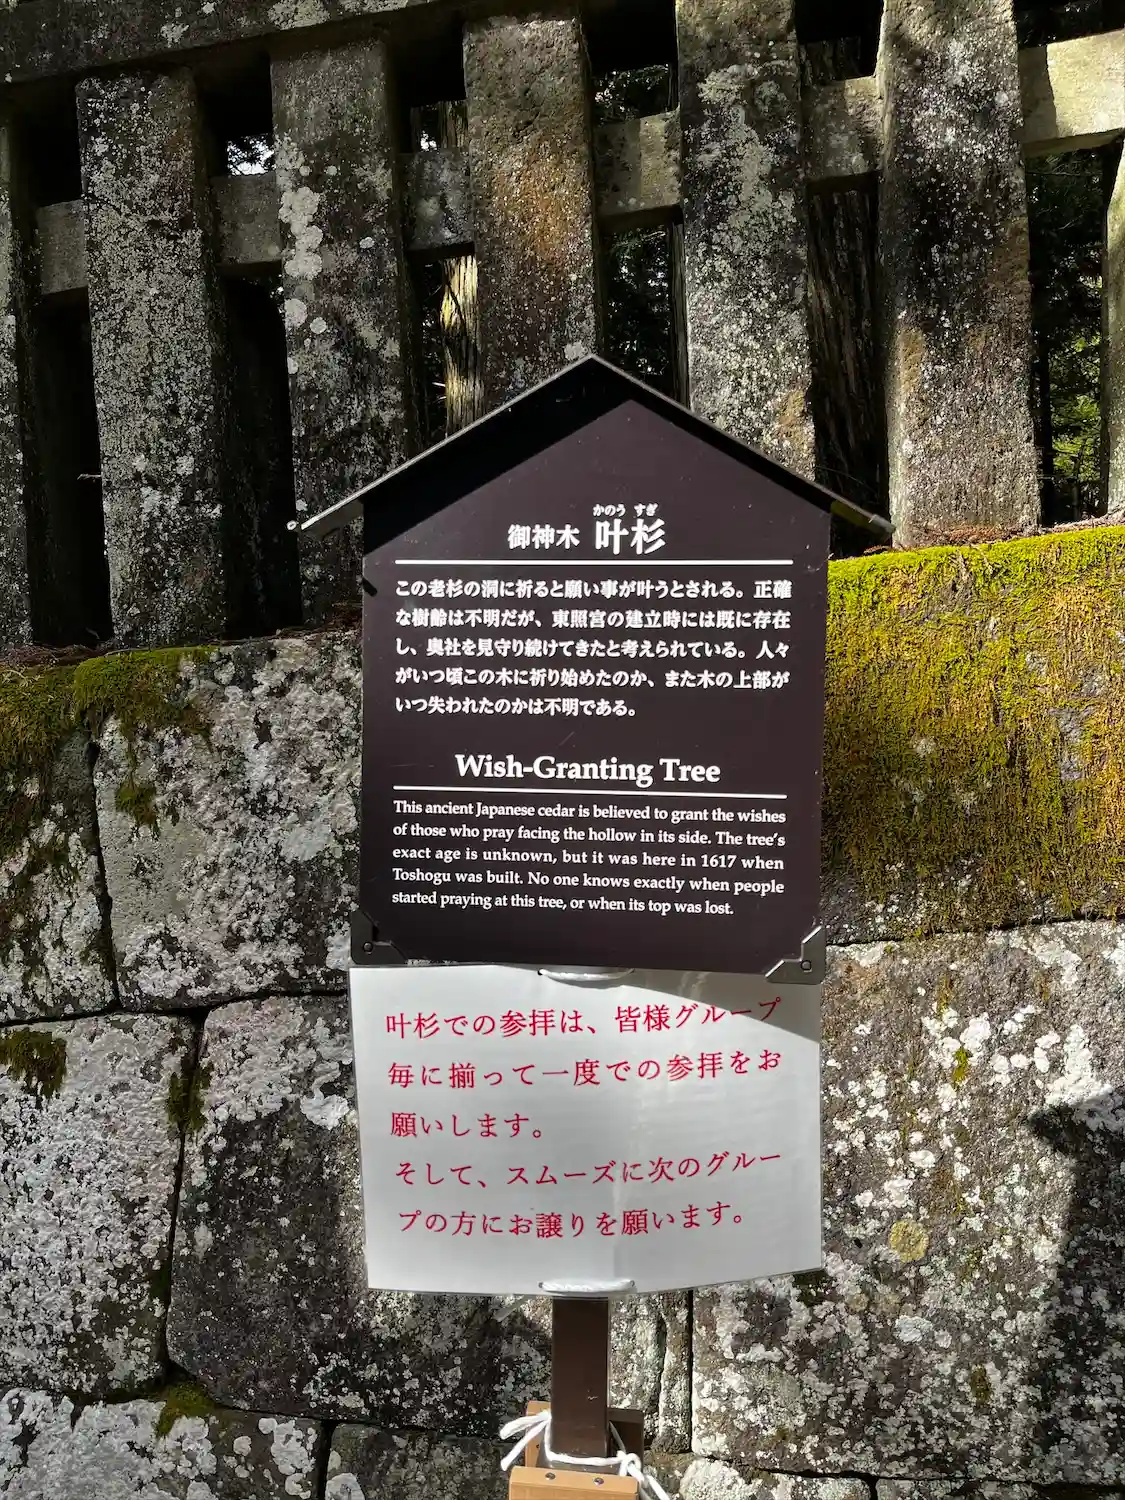 かのう すぎ
御神木 叶杉
この老杉の洞に祈ると願い事が叶うとされる。正確
な樹齢は不明だが、東照宮の建立時には既に存在
し、奥社を見守り続けてきたと考えられている。人々
がいつ頃この木に祈り始めたのか、また木の上部が
いつ失われたのかは不明である。
Wish-Granting Tree
This ancient Japanese cedar is believed to grant the wishes
of those who pray facing the hollow in its side. The tree's
exact age is unknown, but it was here in 1617 when
Toshogu was built. No one knows exactly when people
started praying at this tree, or when its top was lost.
叶杉での参拝は、皆様グループ
毎に揃って一度での参拝をお
願いします。
そして、スムーズに次のグルー
プの方にお譲りを願います。